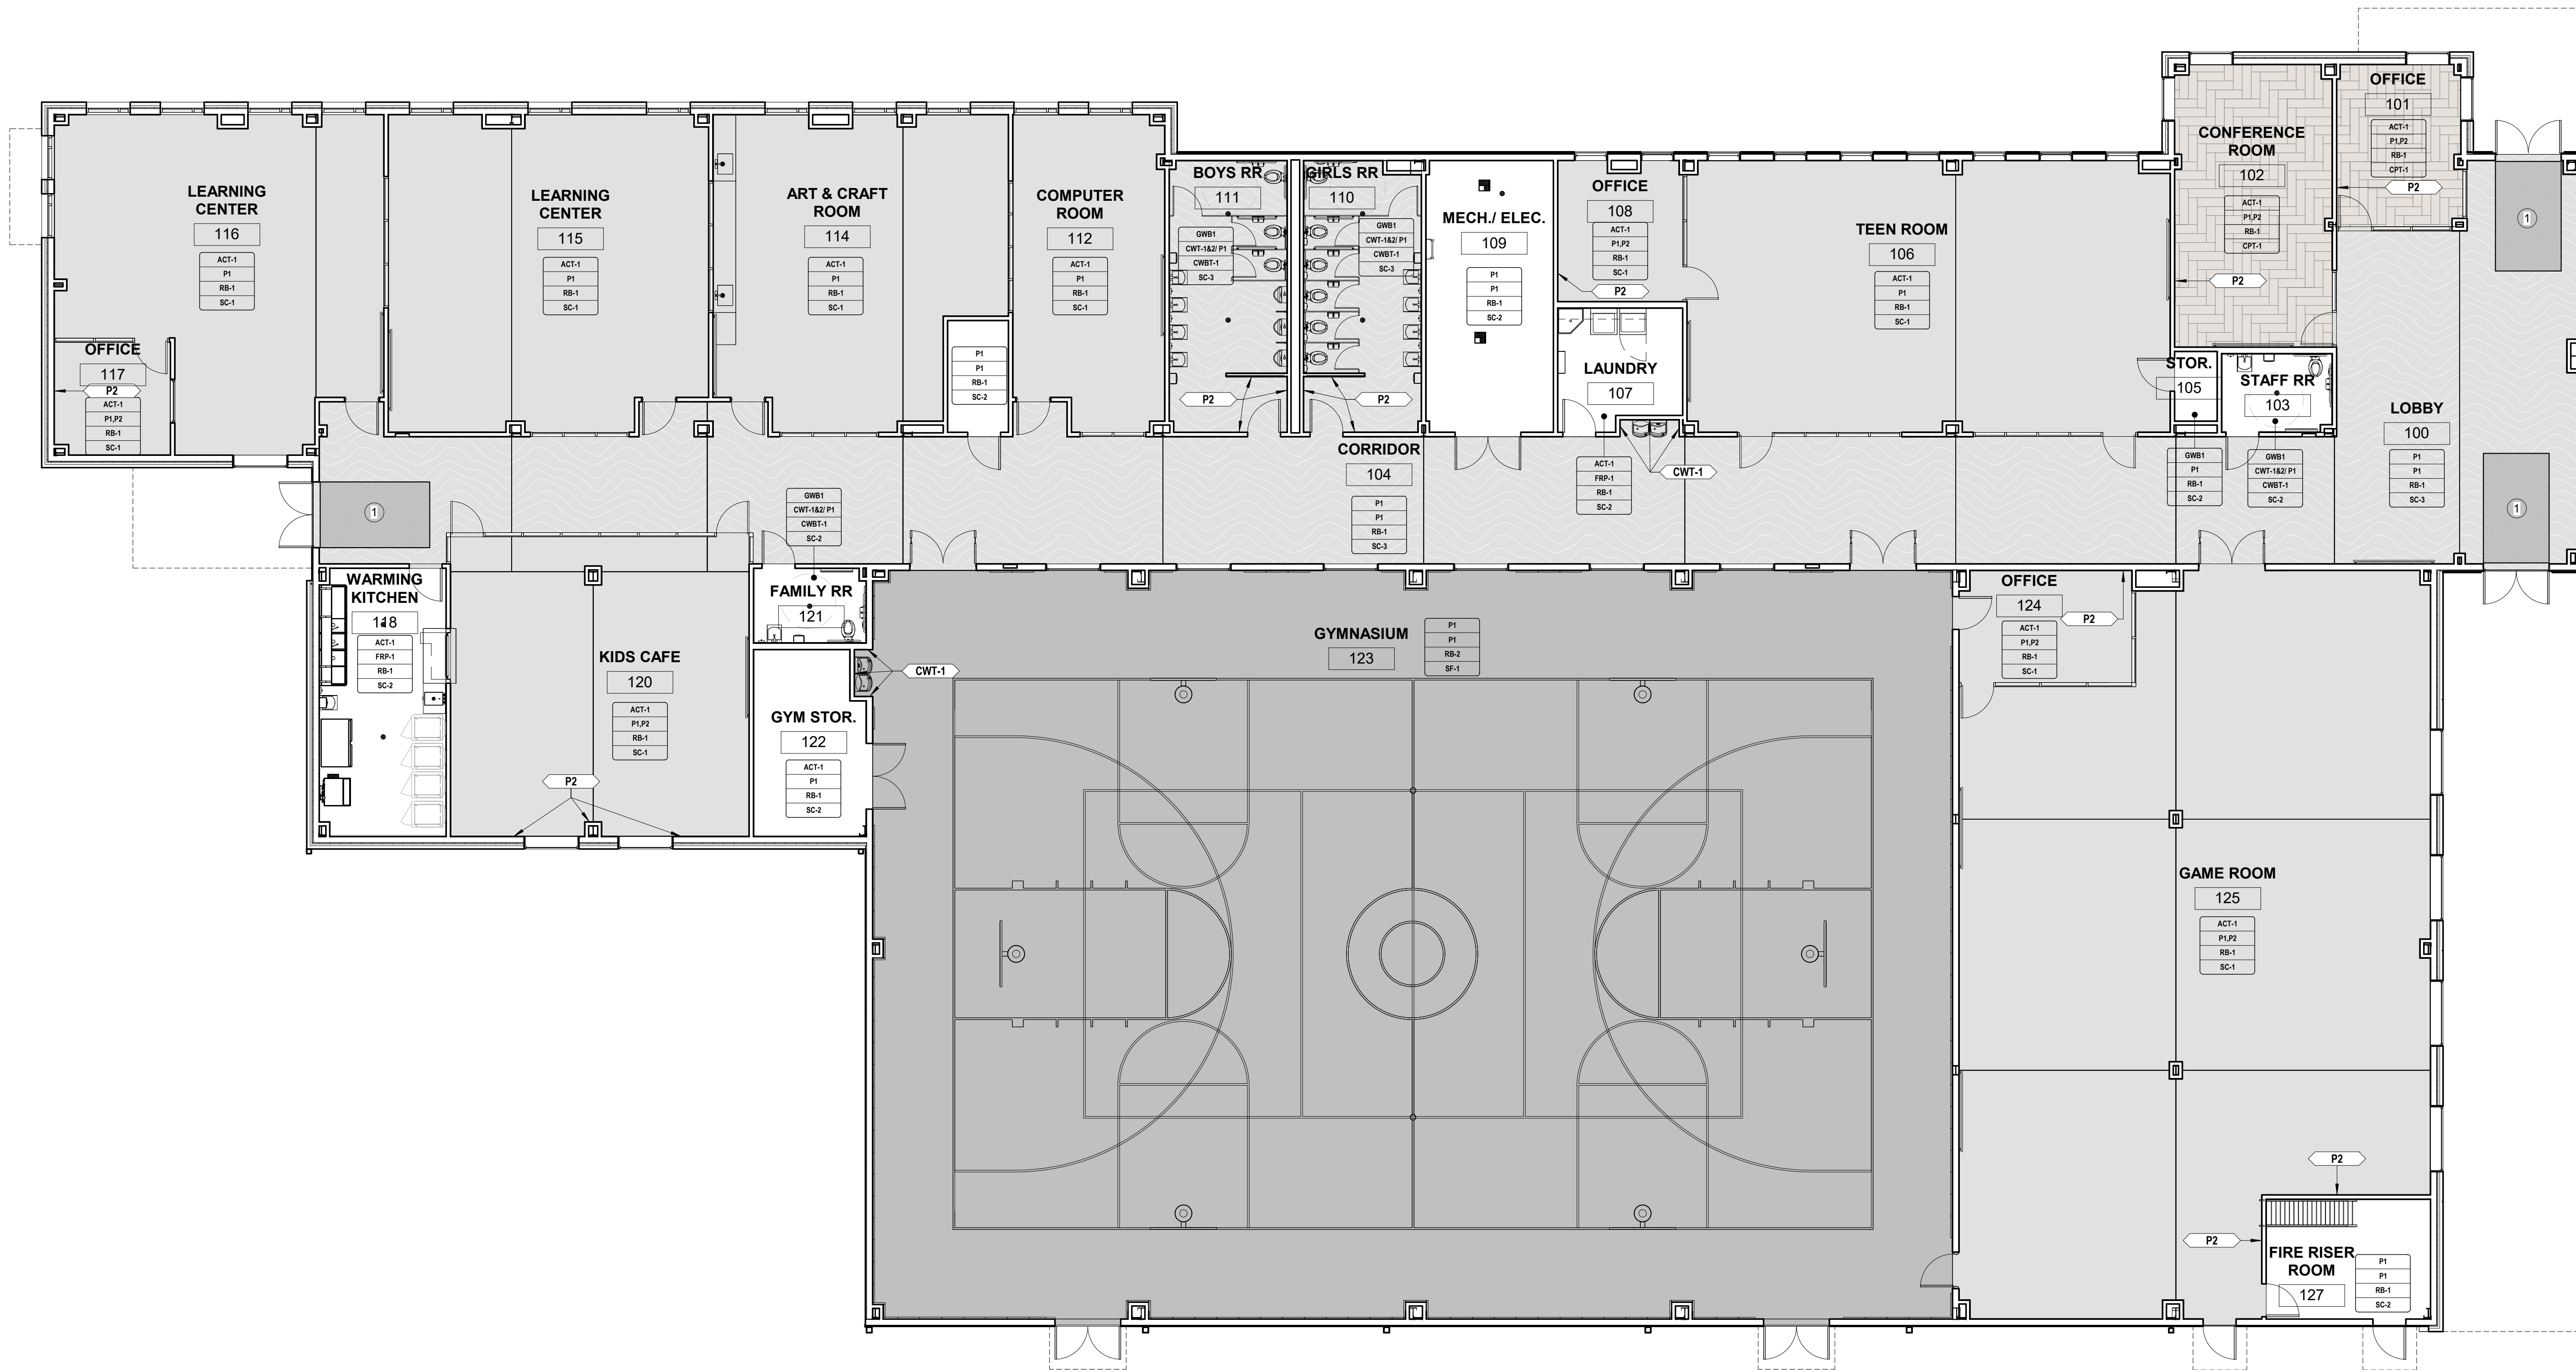 OFFICE
101
ACT-1
P1,P2
RB-1
CPT-1
P2
CONFERENCE
ROOM
102
ACT-1
P1,P2
RB-1
CPT-1
P2
LEARNING
CENTER
116
ACT-1
P1
RB-1
SC-1
LEARNING
CENTER
115
ACT-1
P1
RB-1
SC-1
ART & CRAFT
ROOM
114
ACT-1
P1
RB-1
SC-1
COMPUTER
ROOM
112
ACT-1
P1
RB-1
SC-1
BOYS RR
111
GWB1
CWT-1&2/ P1
CWBT-1
SC-3
P2
GIRLS RR
110
GWB1
CWT-1&2/ P1
CWBT-1
SC-3
P2
MECH./ ELEC.
109
P1
P1
RB-1
SC-2
OFFICE
108
ACT-1
P1,P2
RB-1
SC-1
P2
TEEN ROOM
106
ACT-1
P1
RB-1
SC-1
1
OFFICE
117
P2
ACT-1
P1,P2
RB-1
SC-1
P1
P1
RB-1
SC-2
LAUNDRY
107
ACT-1
FRP-1
RB-1
SC-2
CWT-1
STOR.
105
GWB1
P1
RB-1
SC-2
STAFF RR
103
GWB1
CWT-1&2/ P1
CWBT-1
SC-2
LOBBY
100
P1
P1
RB-1
SC-3
1
CORRIDOR
104
P1
P1
RB-1
SC-3
1
GWB1
CWT-1&2/ P1
CWBT-1
SC-2
FAMILY RR
121
WARMING
KITCHEN
118
ACT-1
FRP-1
RB-1
SC-2
KIDS CAFE
120
ACT-1
P1,P2
RB-1
SC-1
P2
GYM STOR.
122
ACT-1
P1
RB-1
SC-2
CWT-1
GYMNASIUM
123
P1
P1
RB-2
SF-1
OFFICE
124
ACT-1
P1,P2
RB-1
SC-1
P2
GAME ROOM
125
ACT-1
P1,P2
RB-1
SC-1
P2
P2
FIRE RISER
ROOM
127
P1
P1
RB-1
SC-2